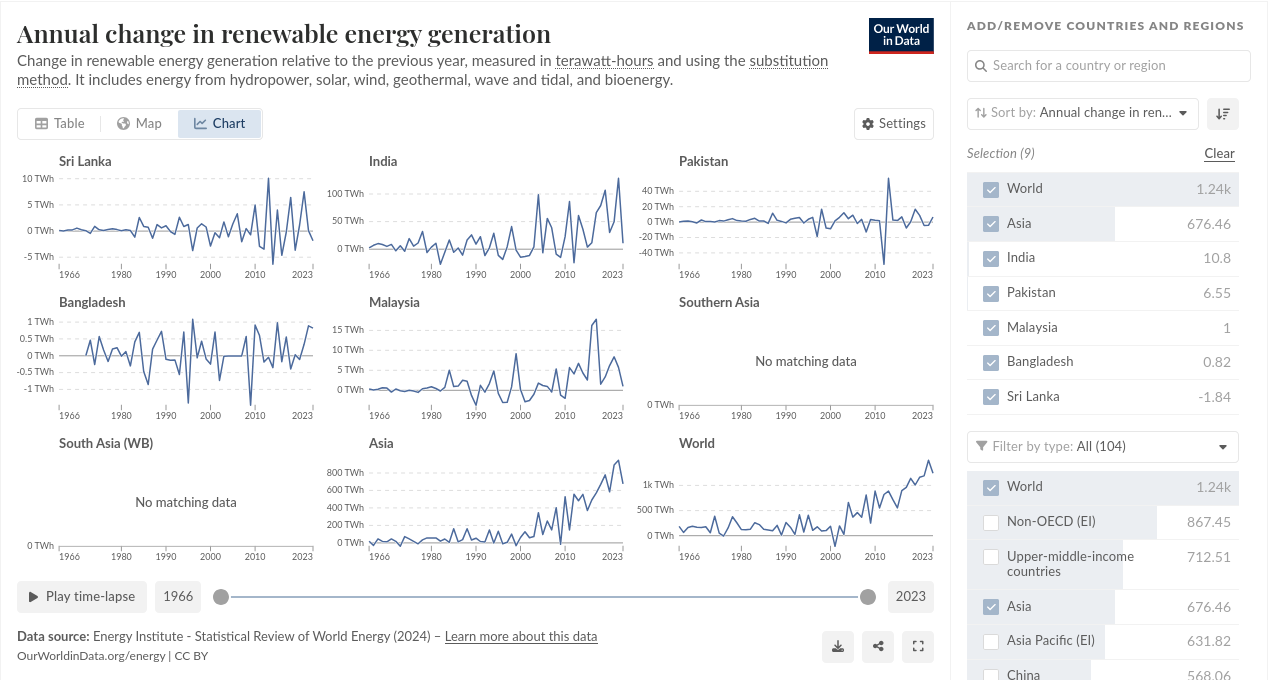 Annual change in renewable energy generation
Change in renewable energy generation relative to the previous year, measured in terawatt-hours and using the substitution
method. It includes energy from hydropower, solar, wind, geothermal, wave and tidal, and bioenergy.
Our World
in Data
Table
Map
Chart
Settings
Sri Lanka
10 TWh
5 TWh
0 TWh
-5 TWh
1966 1980 1990 2000 2010 2023
India
100 TWh
50 TWh
0 TWh
1966 1980 1990 2000 2010 2023
Pakistan
40 TWh
20 TWh
0 TWh
-20 TWh
-40 TWh
1966 1980 1990 2000 2010 2023
Bangladesh
1 TWh
0.5 TWh
0 TWh
-0.5 TWh
-1 TWh
1966 1980 1990 2000 2010 2023
Malaysia
15 TWh
10 TWh
5 TWh
0 TWh
1966 1980 1990 2000 2010 2023
Southern Asia
No matching data
0 TWh
1966 1980 1990 2000 2010 2023
South Asia (WB)
No matching data
0 TWh
1966 1980 1990 2000 2010 2023
Asia
800 TWh
600 TWh
400 TWh
200 TWh
0 TWh
1966 1980 1990 2000 2010 2023
World
1k TWh
500 TWh
0 TWh
1966 1980 1990 2000 2010 2023
Play time-lapse
1966
2023
Data source: Energy Institute - Statistical Review of World Energy (2024) – Learn more about this data
OurWorldinData.org/energy | CC BY
ADD/REMOVE COUNTRIES AND REGIONS
Search for a country or region
Sort by: Annual change in ren...
Selection (9)
Clear
World 1.24k
Asia 676.46
India 10.8
Pakistan 6.55
Malaysia 1
Bangladesh 0.82
Sri Lanka -1.84
Filter by type: All (104)
World 1.24k
Non-OECD (EI) 867.45
Upper-middle-income
countries 712.51
Asia 676.46
Asia Pacific (EI) 631.82
China 568.06